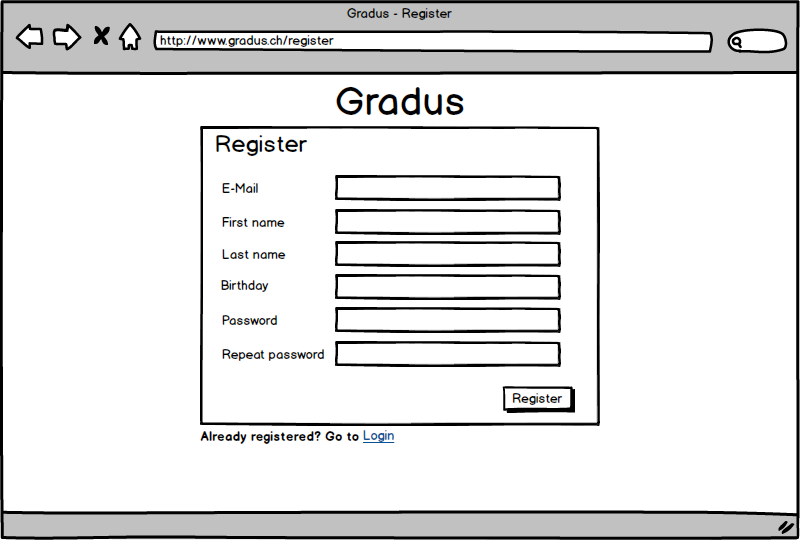 Gradus - Register
http://www.gradus.ch/register
Gradus
Register
E-Mail
First name
Last name
Birthday
Password
Repeat password
Register
Already registered? Go to Login